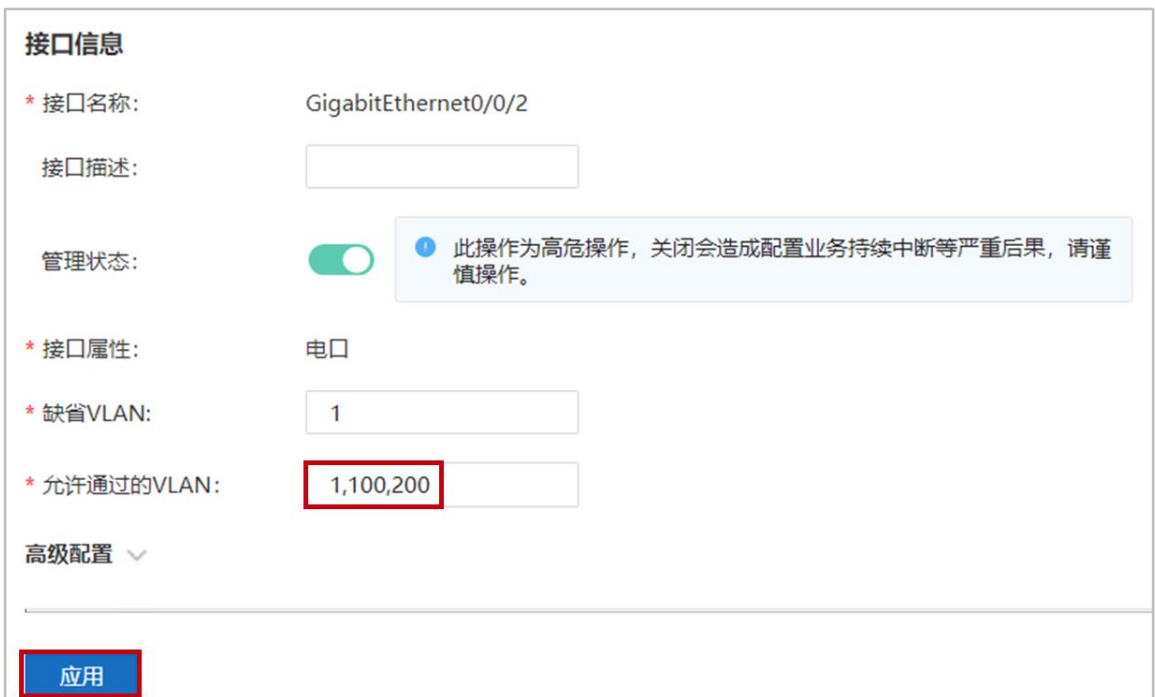 接口信息
* 接口名称: GigabitEthernet0/0/2
接口描述:
管理状态: 此操作为高危操作，关闭会造成配置业务持续中断等严重后果，请谨
慎操作。
* 接口属性: 电口
* 缺省VLAN: 1
* 允许通过的VLAN: 1,100,200
高级配置
应用